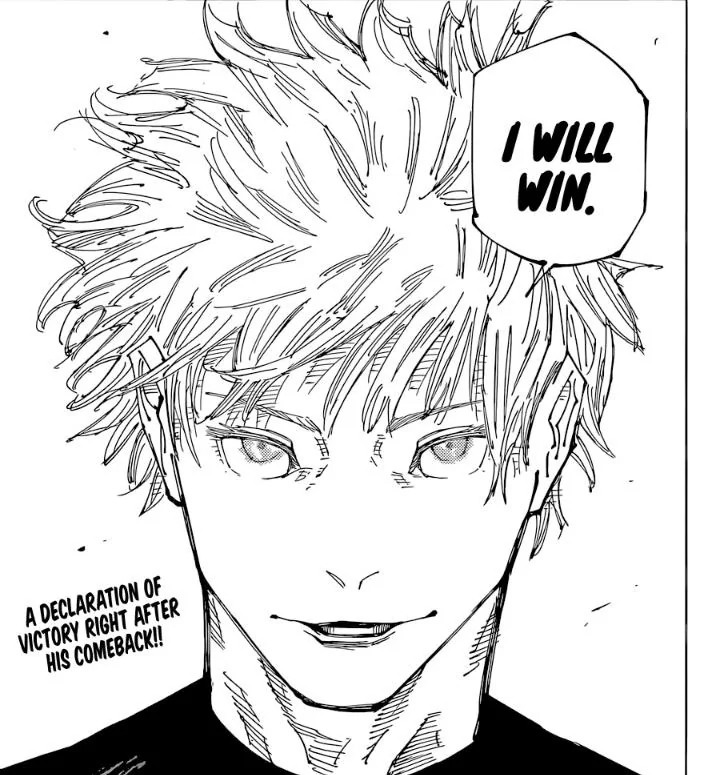 I WILL
WIN.
A DECLARATION OF
VICTORY RIGHT AFTER
HIS COMEBACK!!